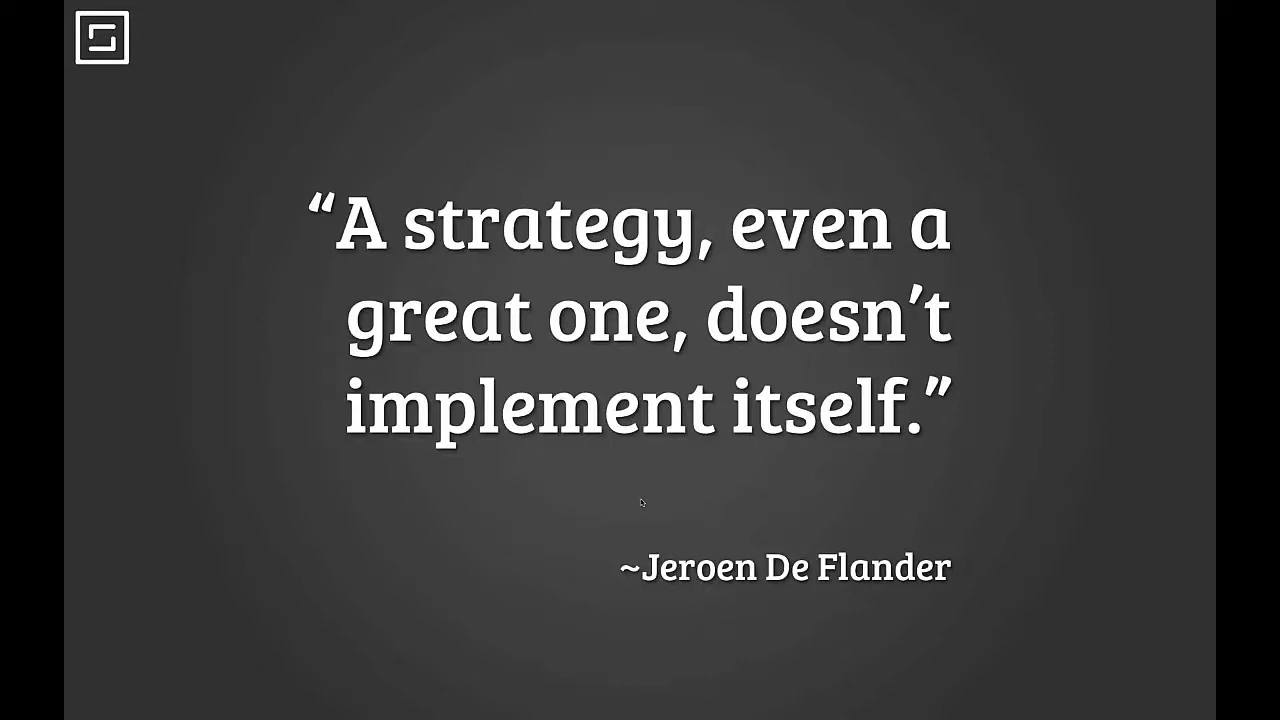 “A strategy, even a
great one, doesn’t
implement itself.”
~Jeroen De Flander